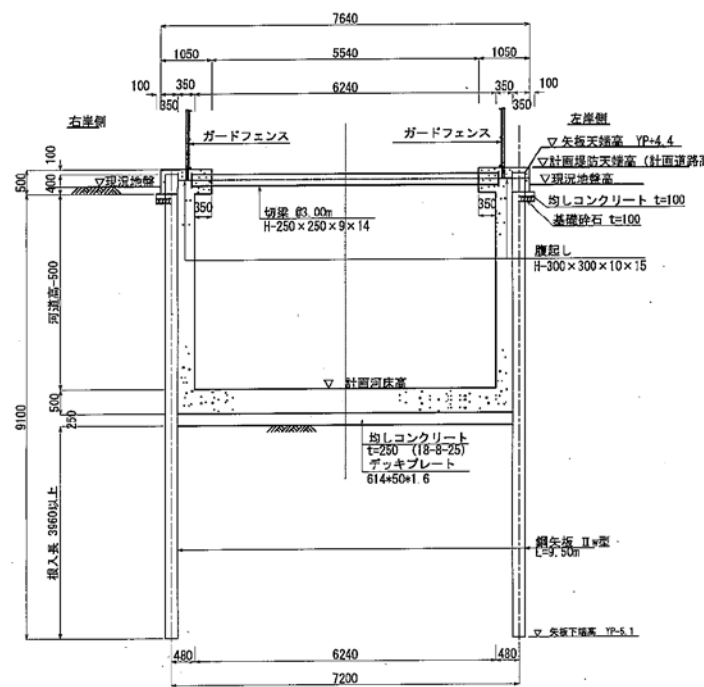 7640
1050
5540
1050
100
350
6240
350
100
350
350
右岸側
左岸側
ガードフェンス
ガードフェンス
▽ 矢板天端高 YP+4.4
▽計画堤防天端高 (計画道路高
▽現況地盤
▽現況地盤高
100
500
400
350
350
均しコンクリート t=100
基礎砕石 t=100
切梁 @3.00m
H-250×250×9×14
腹起し
H-300×300×10×15
河道高-500
▽ 計画河床高
9100
500
250
均しコンクリート
t=250 (18-8-25)
デッキプレート
614*50*1.6
根入長 3960以上
鋼矢板 Ⅱw型
L=9.50m
▽ 矢板下端高 YP-5.1
480
6240
480
7200